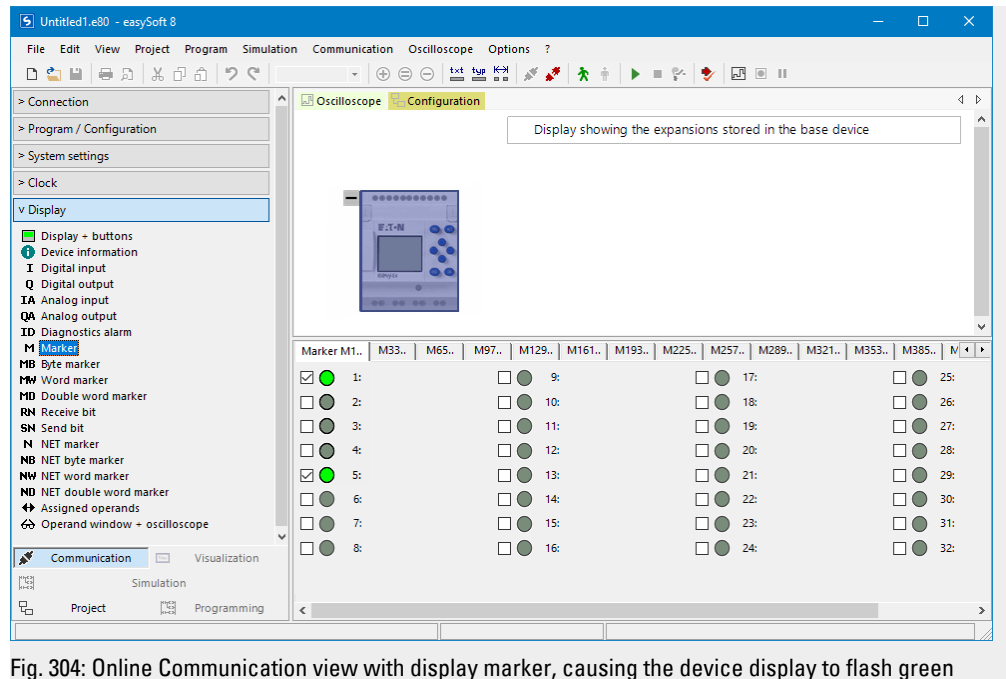 Untitled1.e80 - easySoft 8
File Edit View Project Program Simulation Communication Oscilloscope Options ?
txt typ
> Connection
> Program / Configuration
> System settings
> Clock
v Display
Display + buttons
Device information
I Digital input
Q Digital output
IA Analog input
QA Analog output
ID Diagnostics alarm
M Marker
MB Byte marker
MW Word marker
MD Double word marker
RN Receive bit
SN Send bit
N NET marker
NB NET byte marker
NW NET word marker
ND NET double word marker
Assigned operands
Operand window + oscilloscope
Communication Visualization
Simulation
Project Programming
Oscilloscope Configuration
Display showing the expansions stored in the base device
E.T.N
Marker M1.. M33.. M65.. M97.. M129.. M161.. M193.. M225.. M257.. M289.. M321.. M353.. M385.. M
1: 9: 17: 25:
2: 10: 18: 26:
3: 11: 19: 27:
4: 12: 20: 28:
5: 13: 21: 29:
6: 14: 22: 30:
7: 15: 23: 31:
8: 16: 24: 32:
Fig. 304: Online Communication view with display marker, causing the device display to flash green